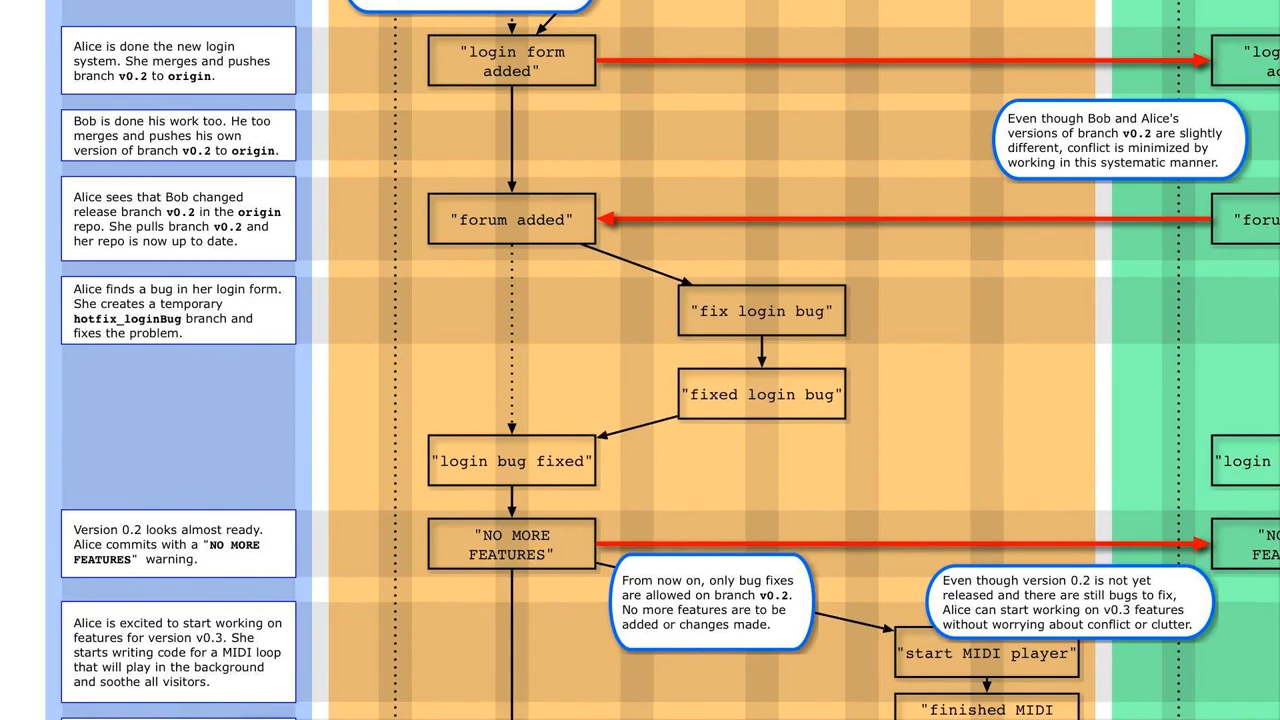 Alice is done the new login
system. She merges and pushes
branch v0.2 to origin.
"login form
added"
Bob is done his work too. He too
merges and pushes his own
version of branch v0.2 to origin.
Even though Bob and Alice's
versions of branch v0.2 are slightly
different, conflict is minimized by
working in this systematic manner.
Alice sees that Bob changed
release branch v0.2 in the origin
repo. She pulls branch v0.2 and
her repo is now up to date.
"forum added"
Alice finds a bug in her login form.
She creates a temporary
hotfix_loginBug branch and
fixes the problem.
"fix login bug"
"fixed login bug"
"login bug fixed"
"login
Version 0.2 looks almost ready.
Alice commits with a "NO MORE
FEATURES" warning.
"NO MORE
FEATURES"
From now on, only bug fixes
are allowed on branch v0.2.
No more features are to be
added or changes made.
Even though version 0.2 is not yet
released and there are still bugs to fix,
Alice can start working on v0.3 features
without worrying about conflict or clutter.
Alice is excited to start working on
features for version v0.3. She
starts writing code for a MIDI loop
that will play in the background
and soothe all visitors.
"start MIDI player"
"finished MIDI